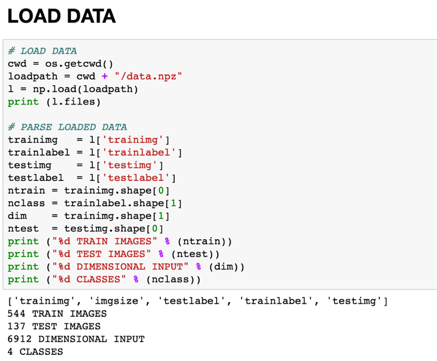 LOAD DATA
# LOAD DATA
cwd = os.getcwd()
loadpath = cwd + "/data.npz"
l = np.load(loadpath)
print (l.files)
# PARSE LOADED DATA
trainimg   = l['trainimg']
trainlabel = l['trainlabel']
testimg    = l['testimg']
testlabel  = l['testlabel']
ntrain = trainimg.shape[0]
nclass = trainlabel.shape[1]
dim    = trainimg.shape[1]
ntest  = testimg.shape[0]
print ("%d TRAIN IMAGES" % (ntrain))
print ("%d TEST IMAGES" % (ntest))
print ("%d DIMENSIONAL INPUT" % (dim))
print ("%d CLASSES" % (nclass))
['trainimg', 'imgsize', 'testlabel', 'trainlabel', 'testimg']
544 TRAIN IMAGES
137 TEST IMAGES
6912 DIMENSIONAL INPUT
4 CLASSES